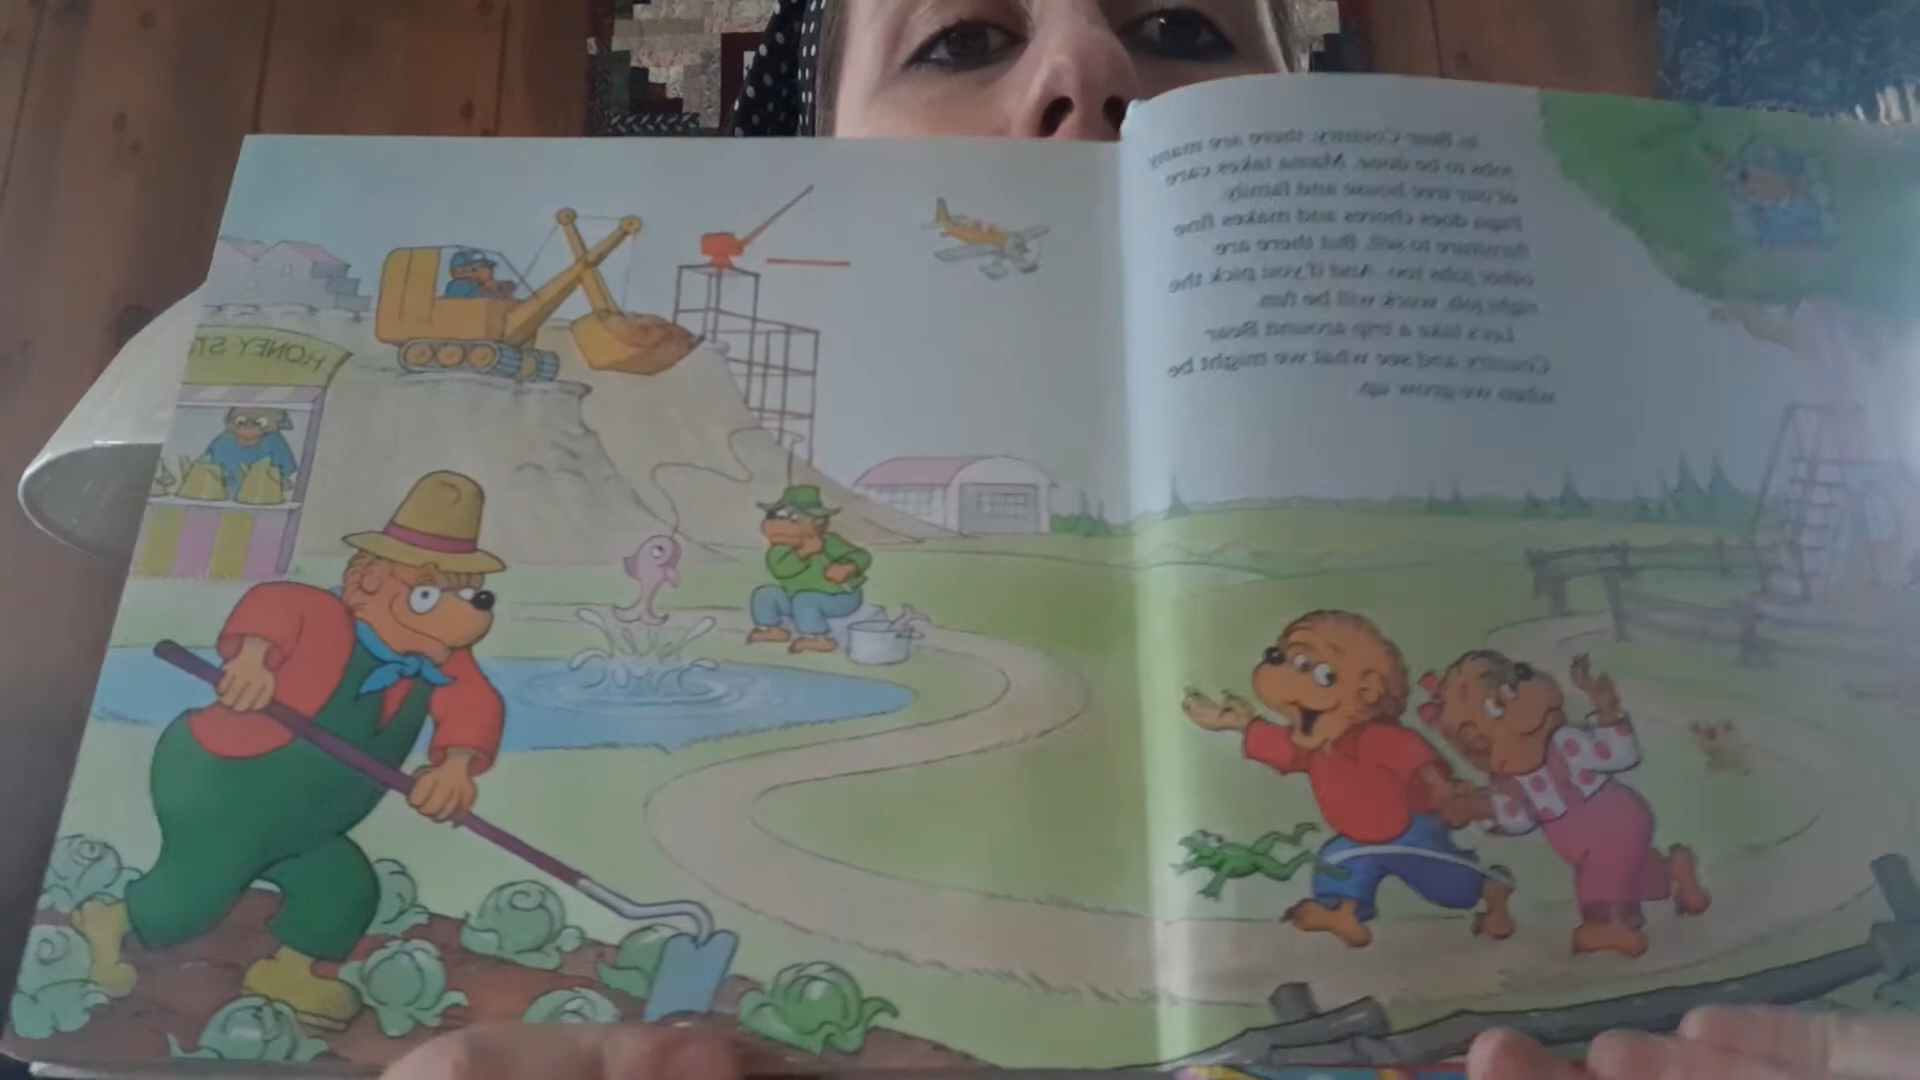 HONEY ST
In Bear Country, there are many
jobs to be done. Mama takes care
of our tree house and family.
Papa does chores and makes fine
furniture to sell. But there are
other jobs too. And if you pick the
right job, work will be fun.
Let's take a trip around Bear
Country and see what we might be
when we grow up.